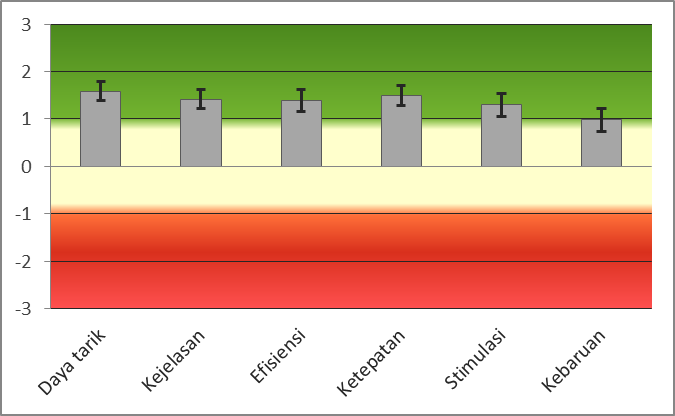 3
2
1
0
-1
-2
-3
Daya tarik
Kejelasan
Efisiensi
Ketepatan
Stimulasi
Kebaruan